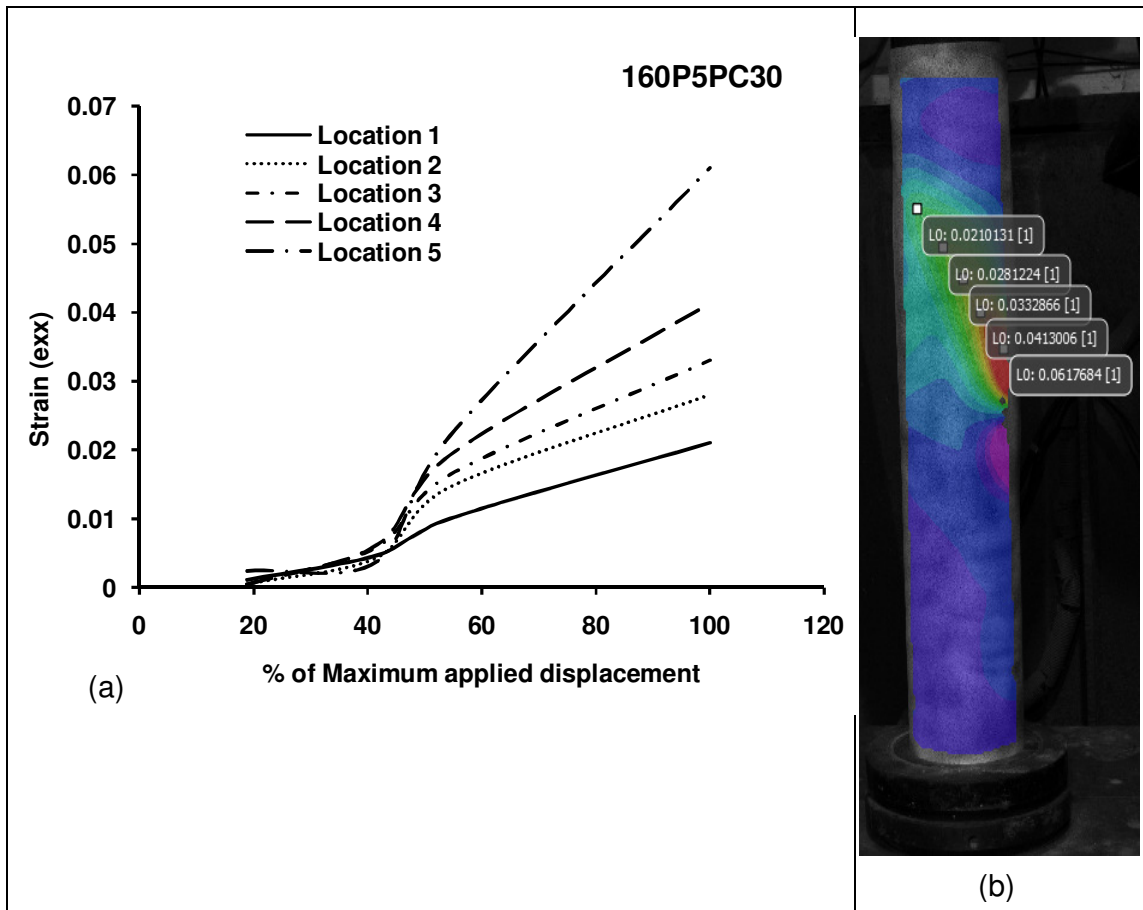 160P5PC30
0.07
0.06
0.05
0.04
0.03
0.02
0.01
0
Strain (exx)
Location 1
Location 2
Location 3
Location 4
Location 5
0 20 40 60 80 100 120
% of Maximum applied displacement
(a)
L0: 0.0210131 [1]
L0: 0.0281224 [1]
L0: 0.0332866 [1]
L0: 0.0413006 [1]
L0: 0.0617684 [1]
(b)